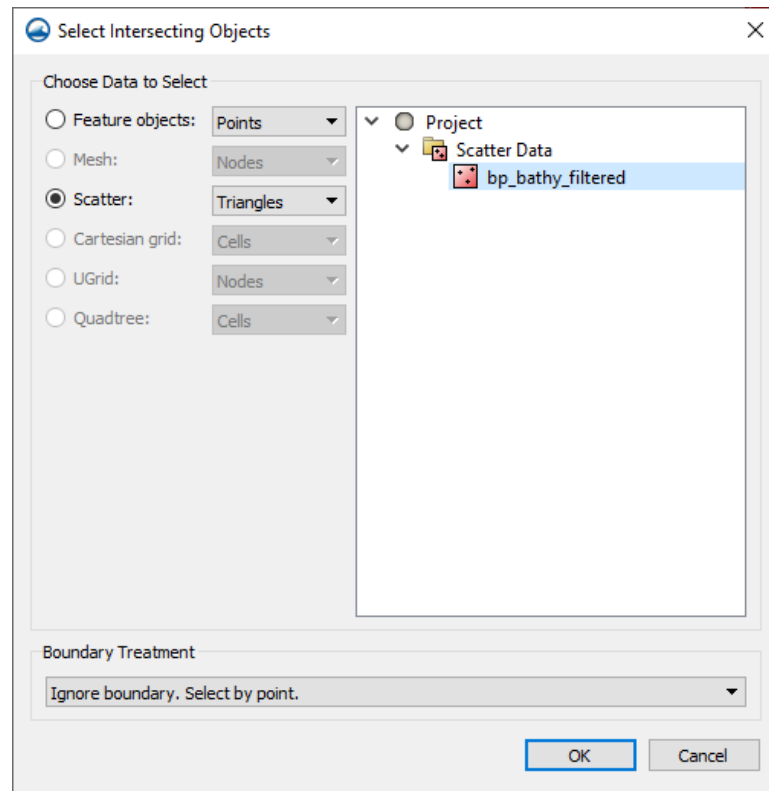 Select Intersecting Objects
Choose Data to Select
Feature objects: Points
Mesh: Nodes
Scatter: Triangles
Cartesian grid: Cells
UGrid: Nodes
Quadtree: Cells
Project
Scatter Data
bp_bathy_filtered
Boundary Treatment
Ignore boundary. Select by point.
OK Cancel